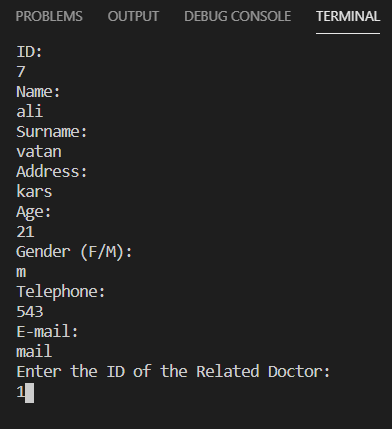 PROBLEMS OUTPUT DEBUG CONSOLE TERMINAL
ID:
7
Name:
ali
Surname:
vatan
Address:
kars
Age:
21
Gender (F/M):
m
Telephone:
543
E-mail:
mail
Enter the ID of the Related Doctor:
1